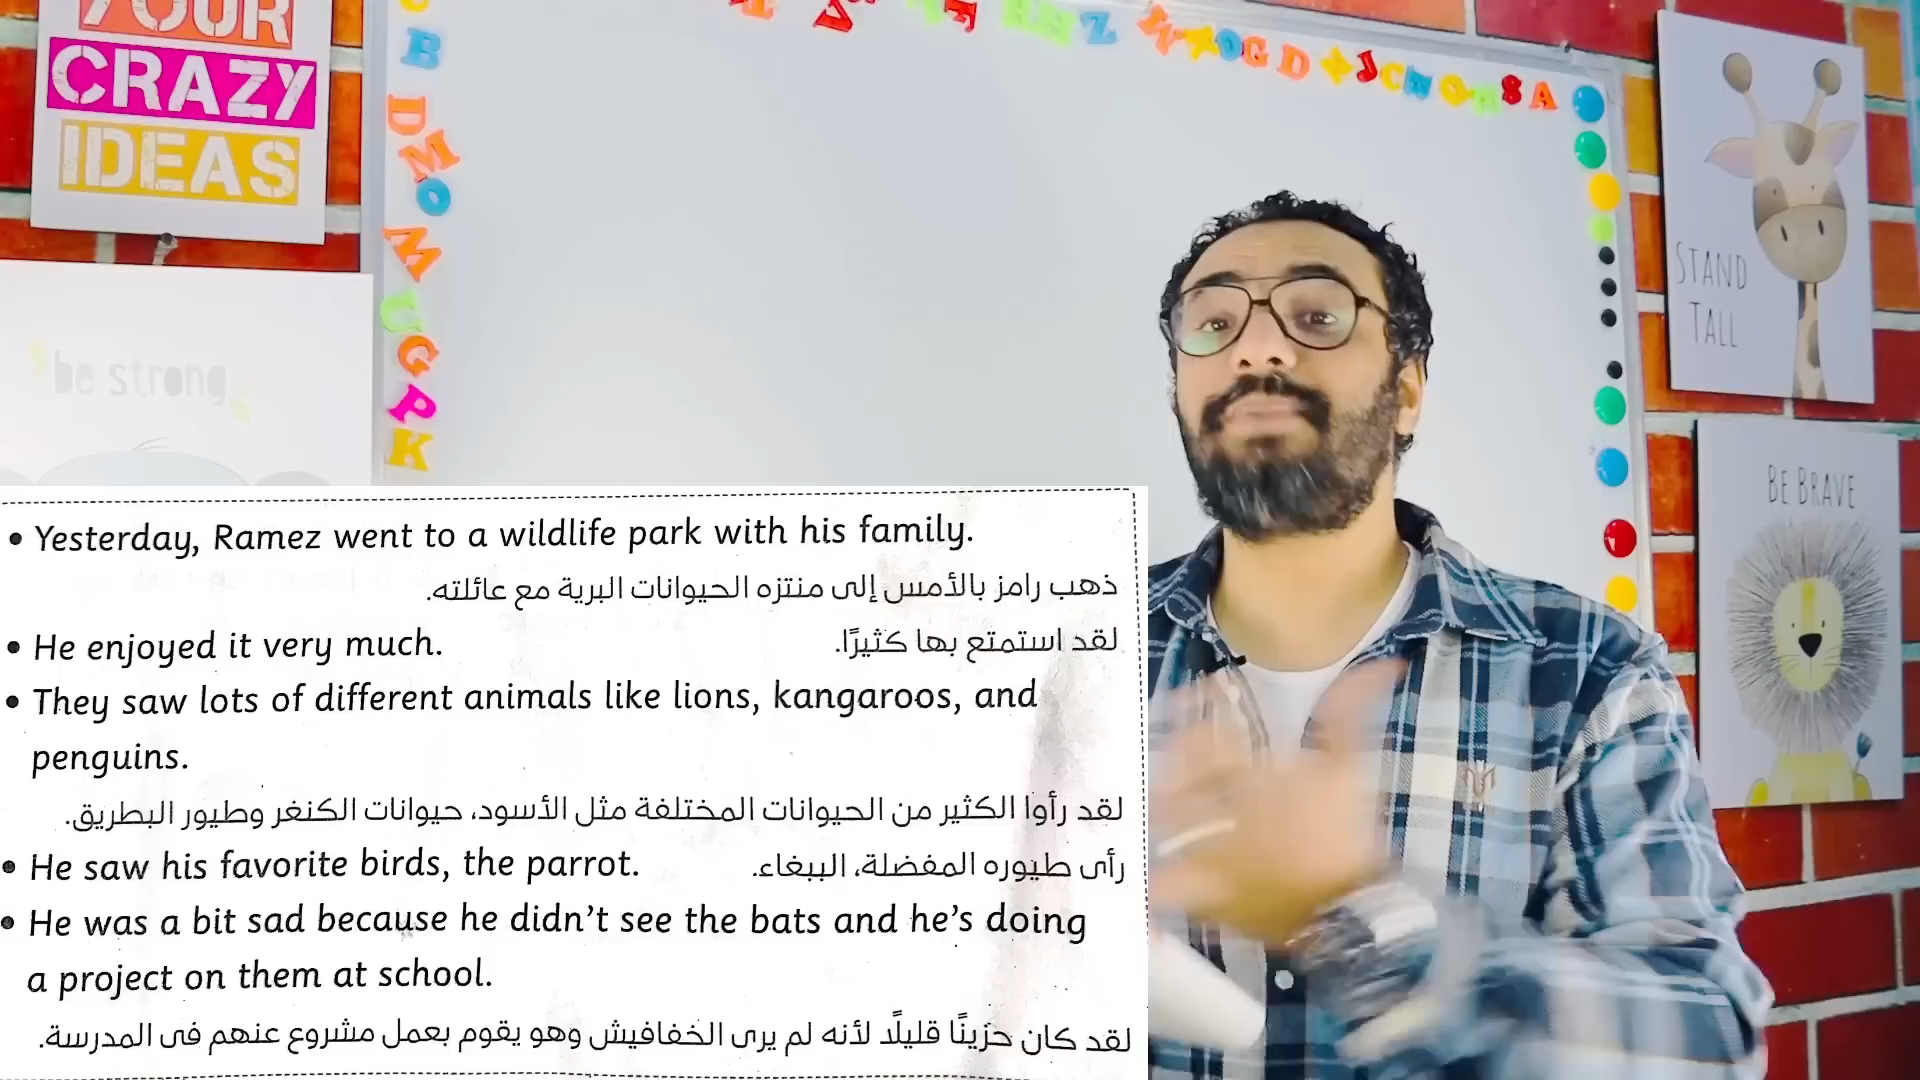 YOUR
CRAZY
IDEAS
be strong
STAND
TALL
BE BRAVE
• Yesterday, Ramez went to a wildlife park with his family.
ذهب رامز بالأمس إلى منتزه الحيوانات البرية مع عائلته.
• He enjoyed it very much.
لقد استمتع بها كثيرًا.
• They saw lots of different animals like lions, kangaroos, and
penguins.
لقد رأوا الكثير من الحيوانات المختلفة مثل الأسود، حيوانات الكنغر وطيور البطريق.
• He saw his favorite birds, the parrot.
رأى طيوره المفضلة، الببغاء.
• He was a bit sad because he didn't see the bats and he's doing
a project on them at school.
لقد كان حزينًا قليلًا لأنه لم يرى الخفافيش وهو يقوم بعمل مشروع عنهم فى المدرسة.